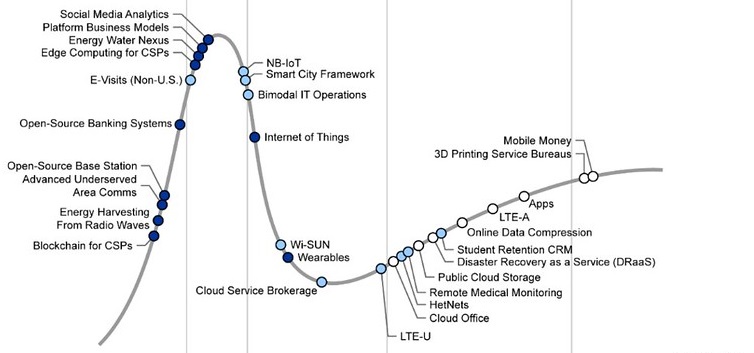 Social Media Analytics
Platform Business Models
Energy Water Nexus
Edge Computing for CSPs
E-Visits (Non-U.S.)
Open-Source Banking Systems
Open-Source Base Station
Advanced Underserved
Area Comms
Energy Harvesting
From Radio Waves
Blockchain for CSPs
NB-IoT
Smart City Framework
Bimodal IT Operations
Internet of Things
Wi-SUN
Wearables
Cloud Service Brokerage
Mobile Money
3D Printing Service Bureaus
Apps
LTE-A
Online Data Compression
Student Retention CRM
Disaster Recovery as a Service (DRaaS)
Public Cloud Storage
Remote Medical Monitoring
HetNets
Cloud Office
LTE-U